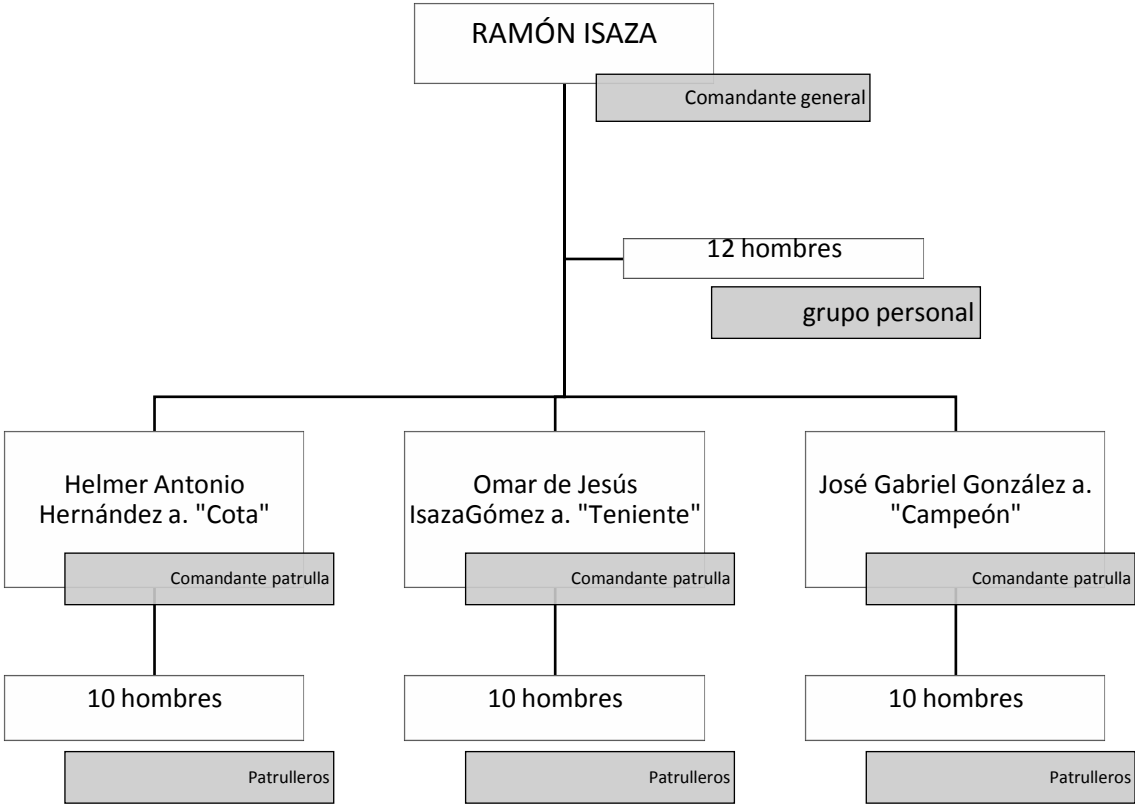 RAMÓN ISAZA
Comandante general
12 hombres
grupo personal
Helmer Antonio
Hernández a. "Cota"
Comandante patrulla
Omar de Jesús
IsazaGómez a. "Teniente"
Comandante patrulla
José Gabriel González a.
"Campeón"
Comandante patrulla
10 hombres
Patrulleros
10 hombres
Patrulleros
10 hombres
Patrulleros